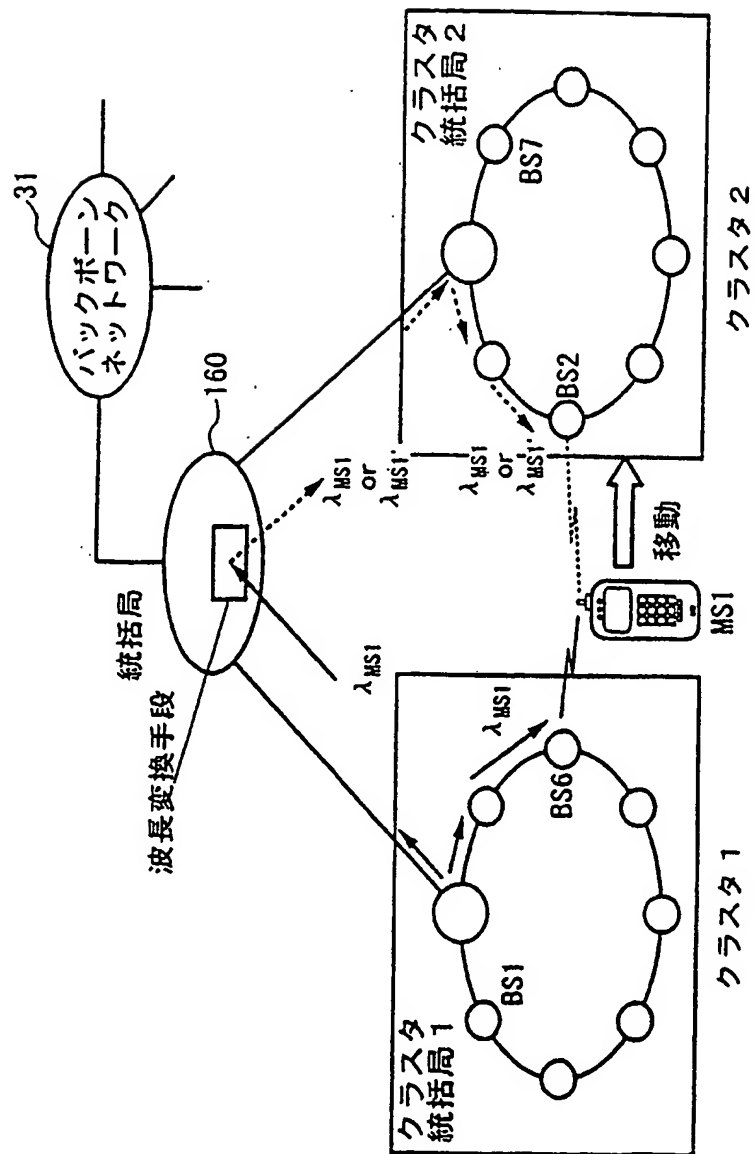 31
バックボーン
ネットワーク
160
統括局
波長変換手段
λMS1
λMS1
or
λMS1'
λMS1
or
λMS1'
クラスタ
統括局1
BS1
λMS1
BS6
クラスタ1
MS1
移動
クラスタ
統括局2
BS7
BS2
クラスタ2